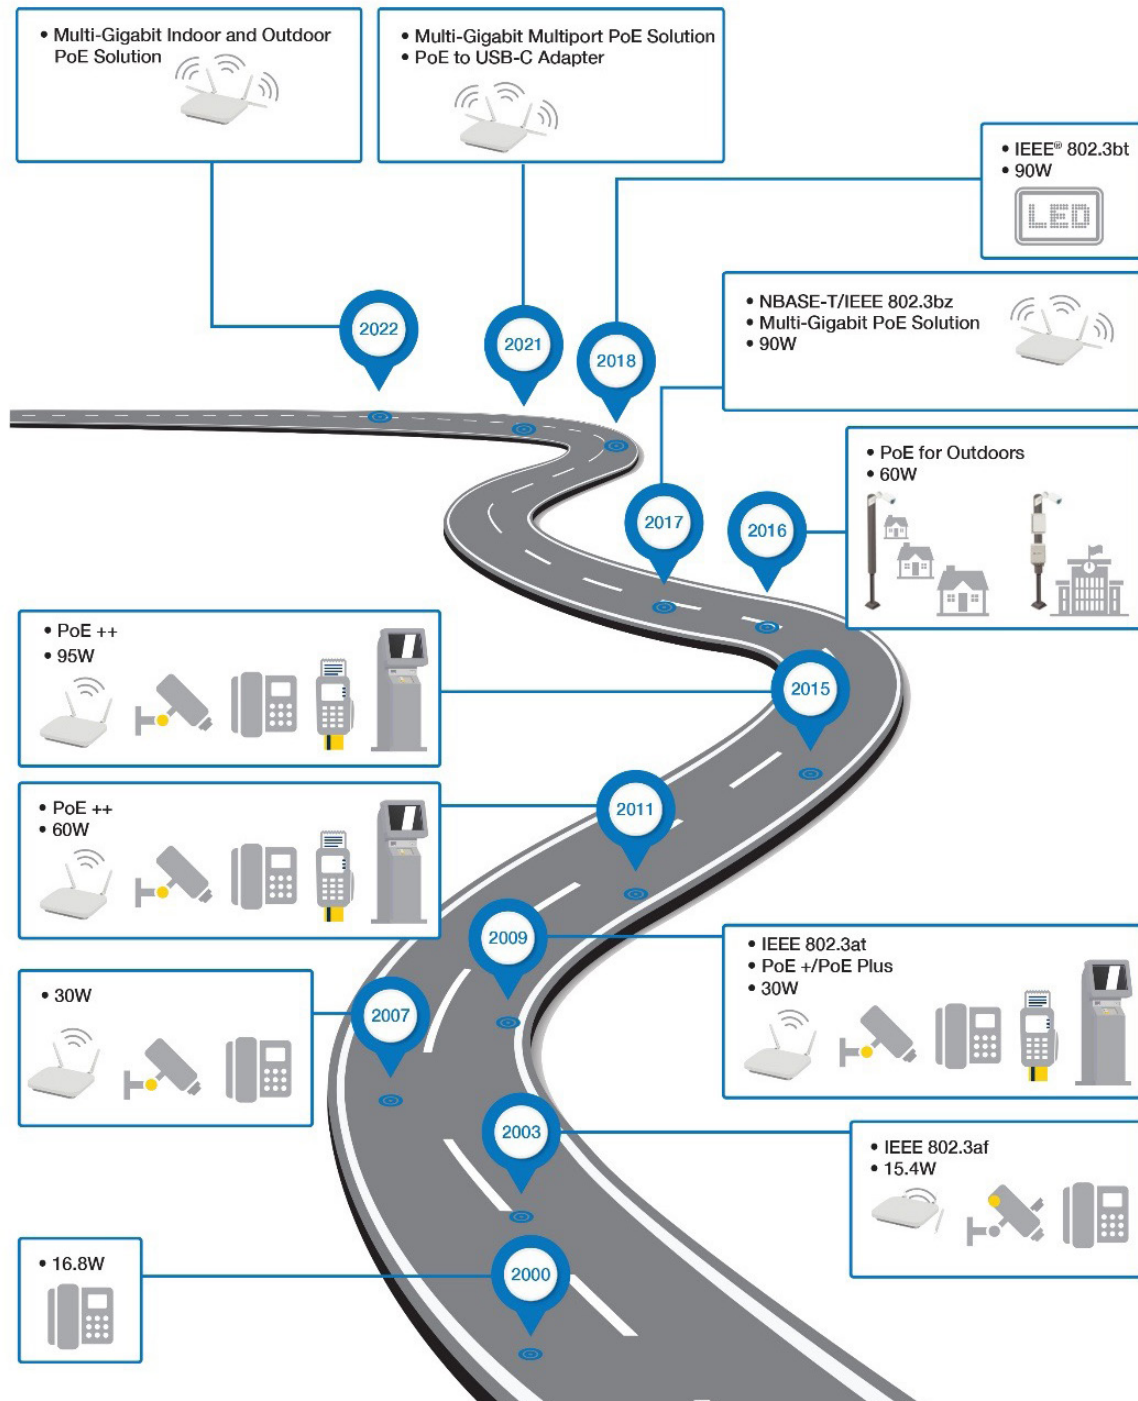 • Multi-Gigabit Indoor and Outdoor
PoE Solution
• Multi-Gigabit Multiport PoE Solution
• PoE to USB-C Adapter
• IEEE® 802.3bt
• 90W
LED
• NBASE-T/IEEE 802.3bz
• Multi-Gigabit PoE Solution
• 90W
2022
2021
2018
• PoE for Outdoors
• 60W
2017
2016
• PoE ++
• 95W
2015
• PoE ++
• 60W
2011
2009
• IEEE 802.3at
• PoE +/PoE Plus
• 30W
• 30W
2007
2003
• IEEE 802.3af
• 15.4W
• 16.8W
2000